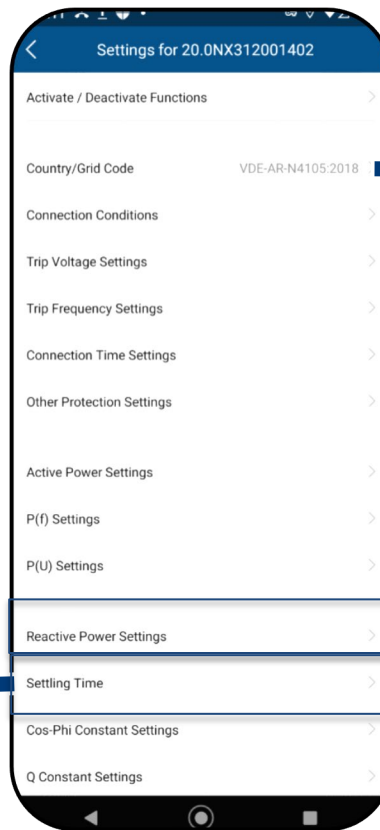 Settings for 20.0NX312001402
Activate / Deactivate Functions
Country/Grid Code VDE-AR-N4105:2018
Connection Conditions
Trip Voltage Settings
Trip Frequency Settings
Connection Time Settings
Other Protection Settings
Active Power Settings
P(f) Settings
P(U) Settings
Reactive Power Settings
Settling Time
Cos-Phi Constant Settings
Q Constant Settings